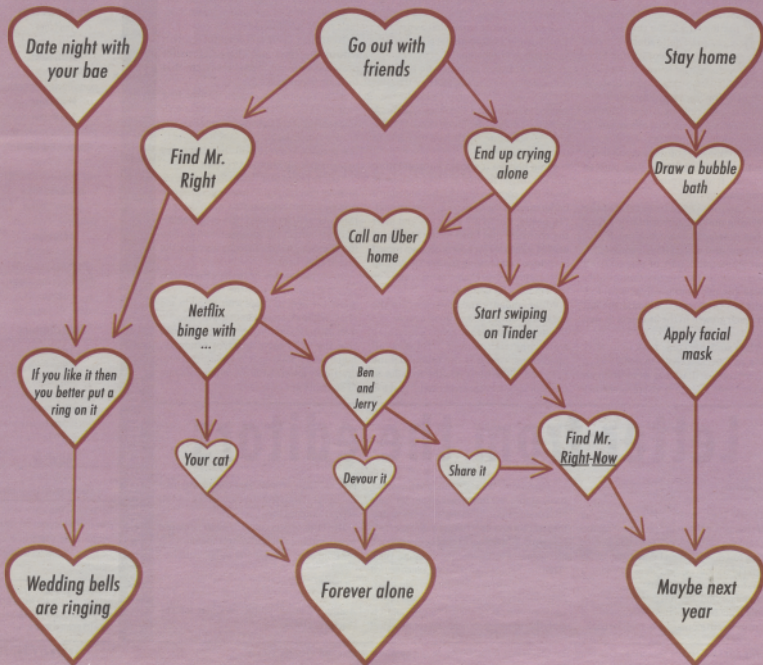 Date night with
your bae
Go out with
friends
Stay home
Find Mr.
Right
End up crying
alone
Draw a bubble
bath
Call an Uber
home
Netflix
binge with
...
Start swiping
on Tinder
Apply facial
mask
If you like it then
you better put a
ring on it
Ben
and
Jerry
Your cat
Devour it
Share it
Find Mr.
Right-Now
Wedding bells
are ringing
Forever alone
Maybe next
year